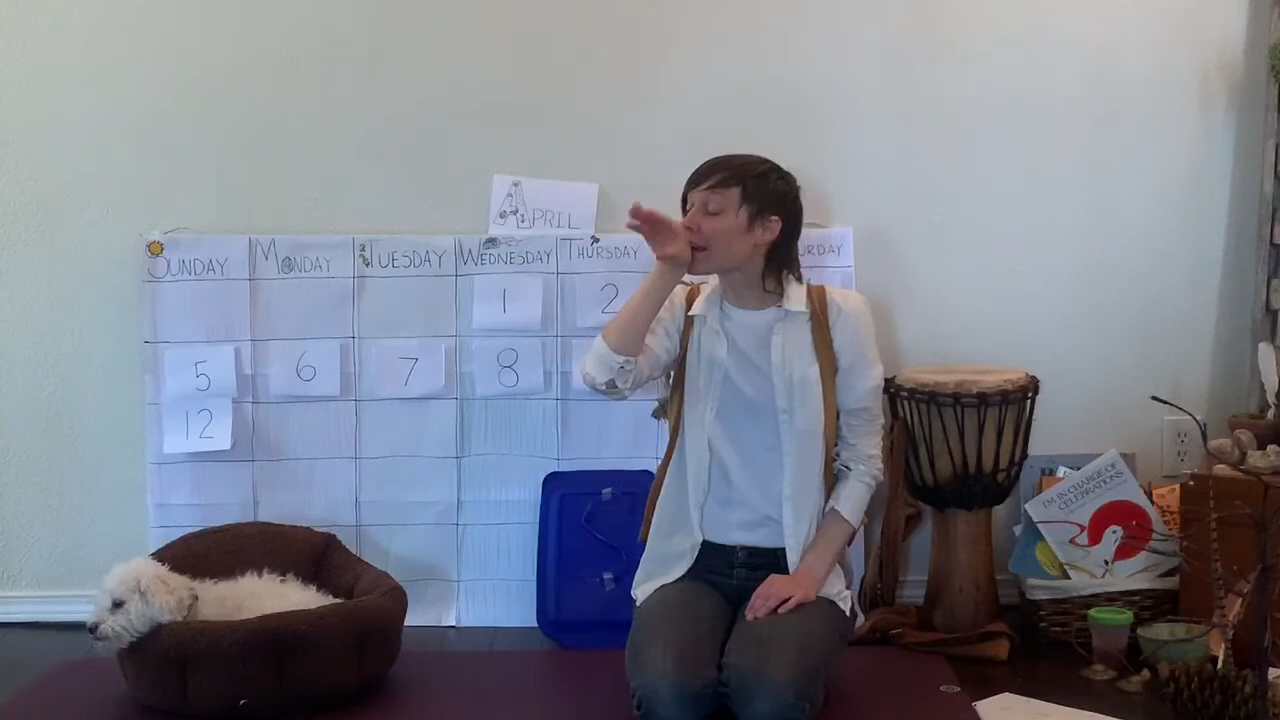 APRIL
SUNDAY MONDAY TUESDAY WEDNESDAY THURSDAY URDAY
1 2
5 6 7 8
12
I'M IN CHARGE OF
CELEBRATIONS